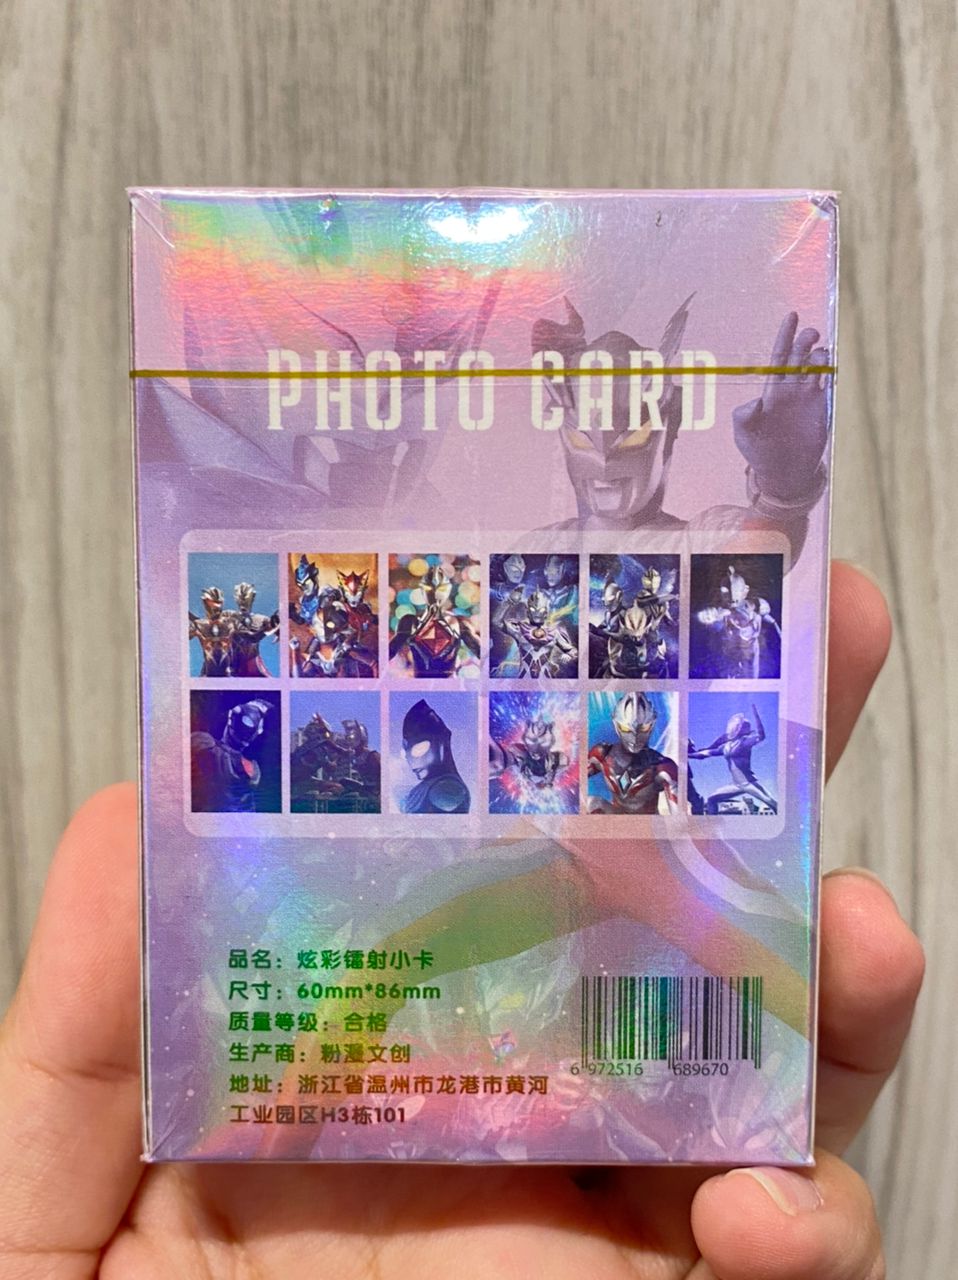 PHOTO CARD
品名：炫彩镭射小卡
尺寸：60mm*86mm
质量等级：合格
生产商：粉墨文创
地址：浙江省温州市龙港市黄河
工业园区H3栋101
6 972516 689670